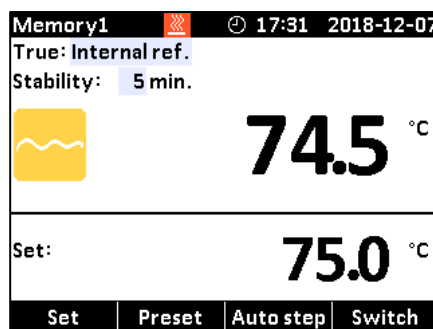 Memory1 17:31 2018-12-07
True: Internal ref.
Stability: 5 min.
74.5 °C
Set: 75.0 °C
Set Preset Auto step Switch